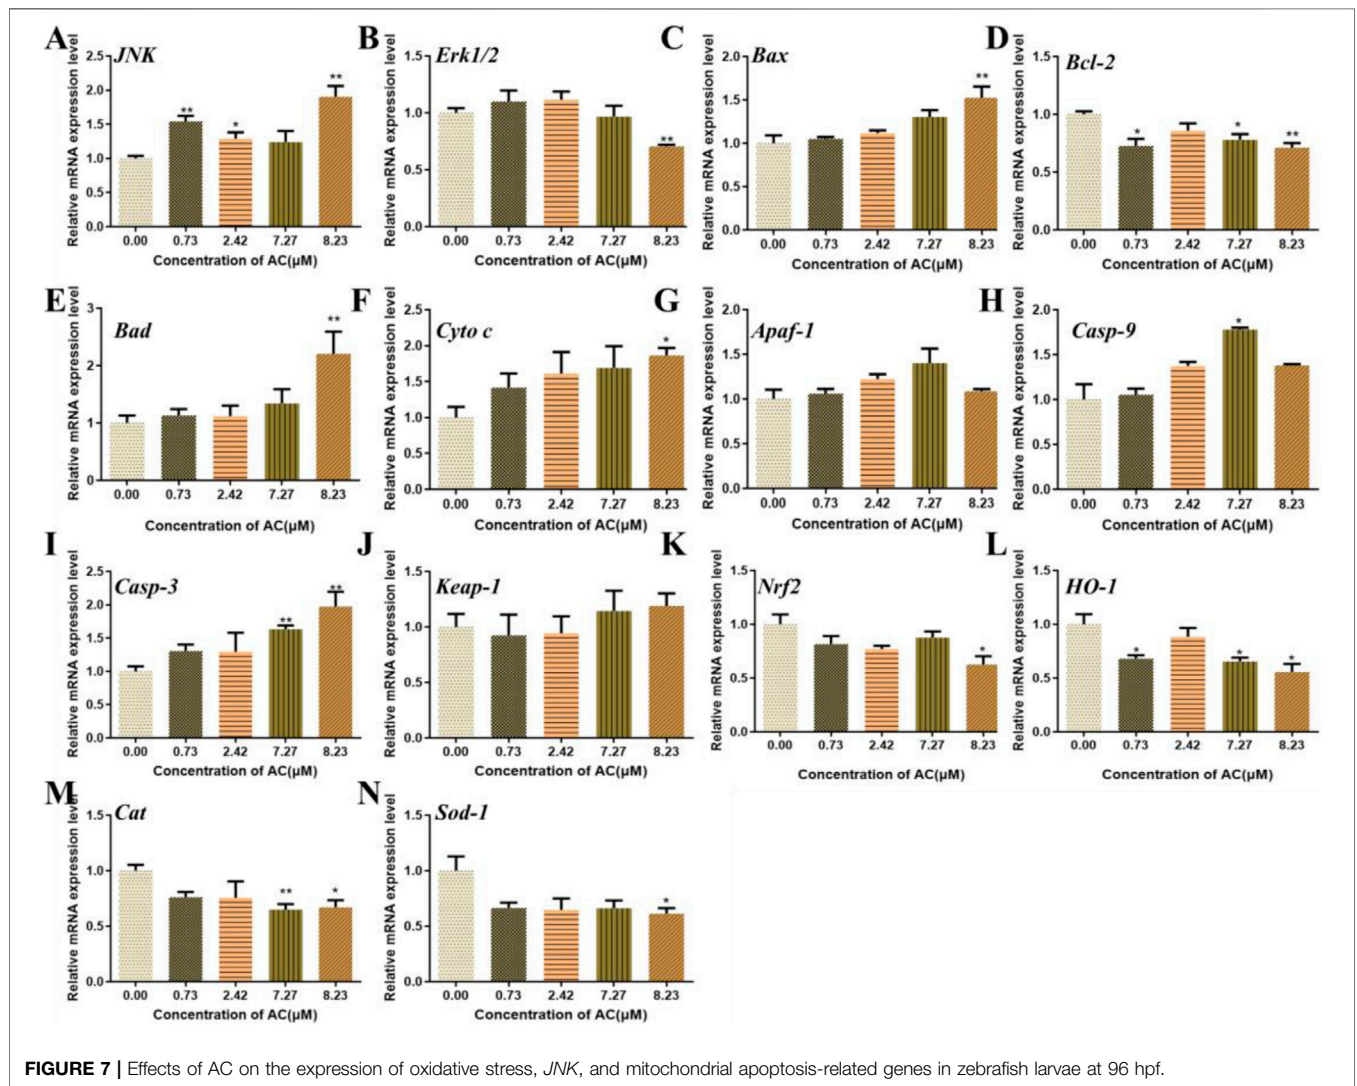 A
JNK
**
*
**
Relative mRNA expression level
2.5
2.0
1.5
1.0
0.5
0.0
0.00 0.73 2.42 7.27 8.23
Concentration of AC(μM)
B
Erk1/2
**
Relative mRNA expression level
1.5
1.0
0.5
0.0
0.00 0.73 2.42 7.27 8.23
Concentration of AC(μM)
C
Bax
**
Relative mRNA expression level
2.0
1.5
1.0
0.5
0.0
0.00 0.73 2.42 7.27 8.23
Concentration of AC(μM)
D
Bcl-2
*
*
**
Relative mRNA expression level
1.5
1.0
0.5
0.0
0.00 0.73 2.42 7.27 8.23
Concentration of AC(μM)
E
Bad
**
Relative mRNA expression level
3
2
1
0
0.00 0.73 2.42 7.27 8.23
Concentration of AC(μM)
F
Cyto c
*
Relative mRNA expression level
2.5
2.0
1.5
1.0
0.5
0.0
0.00 0.73 2.42 7.27 8.23
Concentration of AC(μM)
G
Apaf-1
Relative mRNA expression level
2.0
1.5
1.0
0.5
0.0
0.00 0.73 2.42 7.27 8.23
Concentration of AC(μM)
H
Casp-9
*
Relative mRNA expression level
2.0
1.5
1.0
0.5
0.0
0.00 0.73 2.42 7.27 8.23
Concentration of AC(μM)
I
Casp-3
**
**
Relative mRNA expression level
2.5
2.0
1.5
1.0
0.5
0.0
0.00 0.73 2.42 7.27 8.23
Concentration of AC(μM)
J
Keap-1
Relative mRNA expression level
1.5
1.0
0.5
0.0
0.00 0.73 2.42 7.27 8.23
Concentration of AC(μM)
K
Nrf2
*
Relative mRNA expression level
1.5
1.0
0.5
0.0
0.00 0.73 2.42 7.27 8.23
Concentration of AC(μM)
L
HO-1
*
*
*
Relative mRNA expression level
1.5
1.0
0.5
0.0
0.00 0.73 2.42 7.27 8.23
Concentration of AC(μM)
M
Cat
**
*
Relative mRNA expression level
1.5
1.0
0.5
0.0
0.00 0.73 2.42 7.27 8.23
Concentration of AC(μM)
N
Sod-1
*
Relative mRNA expression level
1.5
1.0
0.5
0.0
0.00 0.73 2.42 7.27 8.23
Concentration of AC(μM)
FIGURE 7 | Effects of AC on the expression of oxidative stress, JNK, and mitochondrial apoptosis-related genes in zebrafish larvae at 96 hpf.